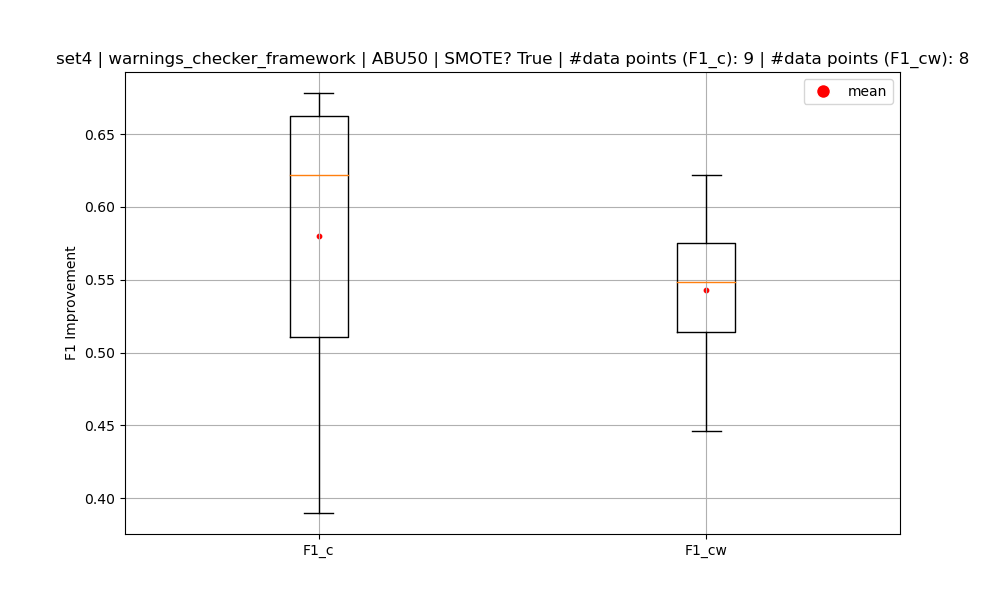 set4 | warnings_checker_framework | ABU50 | SMOTE? True | #data points (F1_c): 9 | #data points (F1_cw): 8
mean
0.65
0.60
0.55
0.50
0.45
0.40
F1 Improvement
F1_c
F1_cw